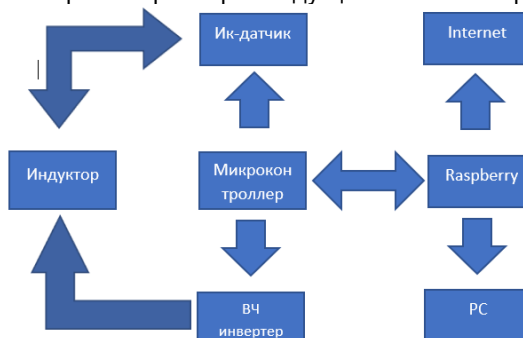 Ик-датчик
Internet
Индуктор
Микрокон
троллер
Raspberry
ВЧ
инвертер
PC